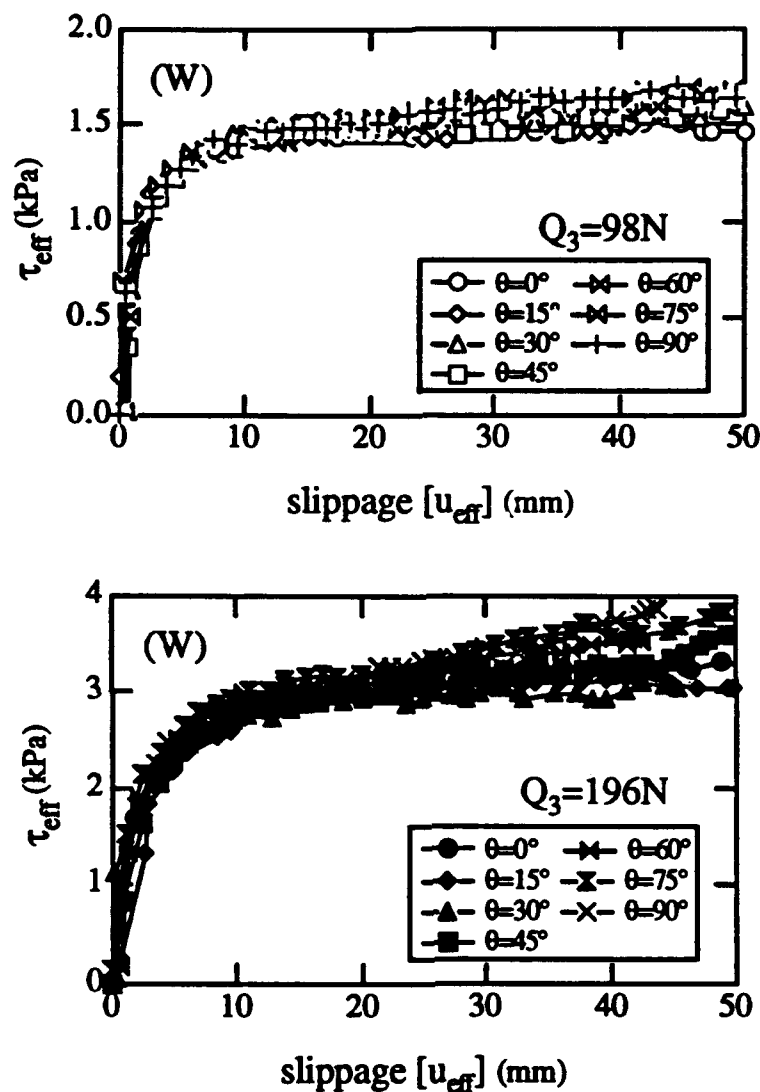 2.0
(W)
1.5
1.0
τeff (kPa)
Q3=98N
θ=0° θ=60°
θ=15° θ=75°
θ=30° θ=90°
θ=45°
0.5
0.0
0 10 20 30 40 50
slippage [ueff] (mm)
4
(W)
3
2
τeff (kPa)
Q3=196N
θ=0° θ=60°
θ=15° θ=75°
θ=30° θ=90°
θ=45°
1
0
0 10 20 30 40 50
slippage [ueff] (mm)